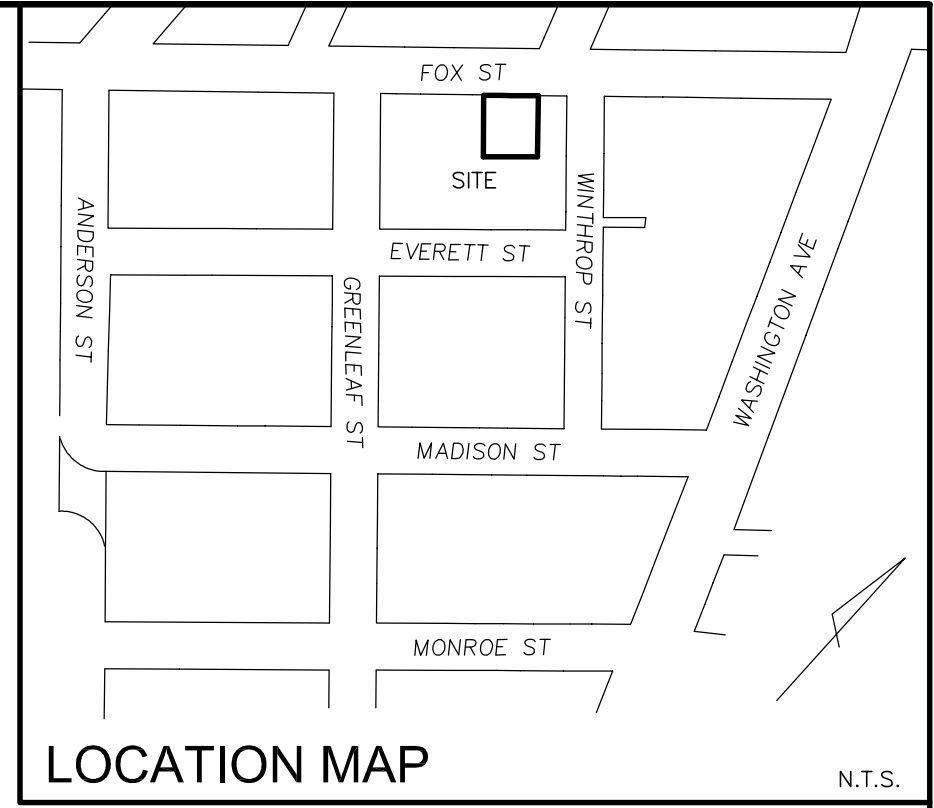 FOX ST
SITE
ANDERSON ST
WINTHROP ST
EVERETT ST
GREENLEAF ST
WASHINGTON AVE
MADISON ST
MONROE ST
LOCATION MAP
N.T.S.